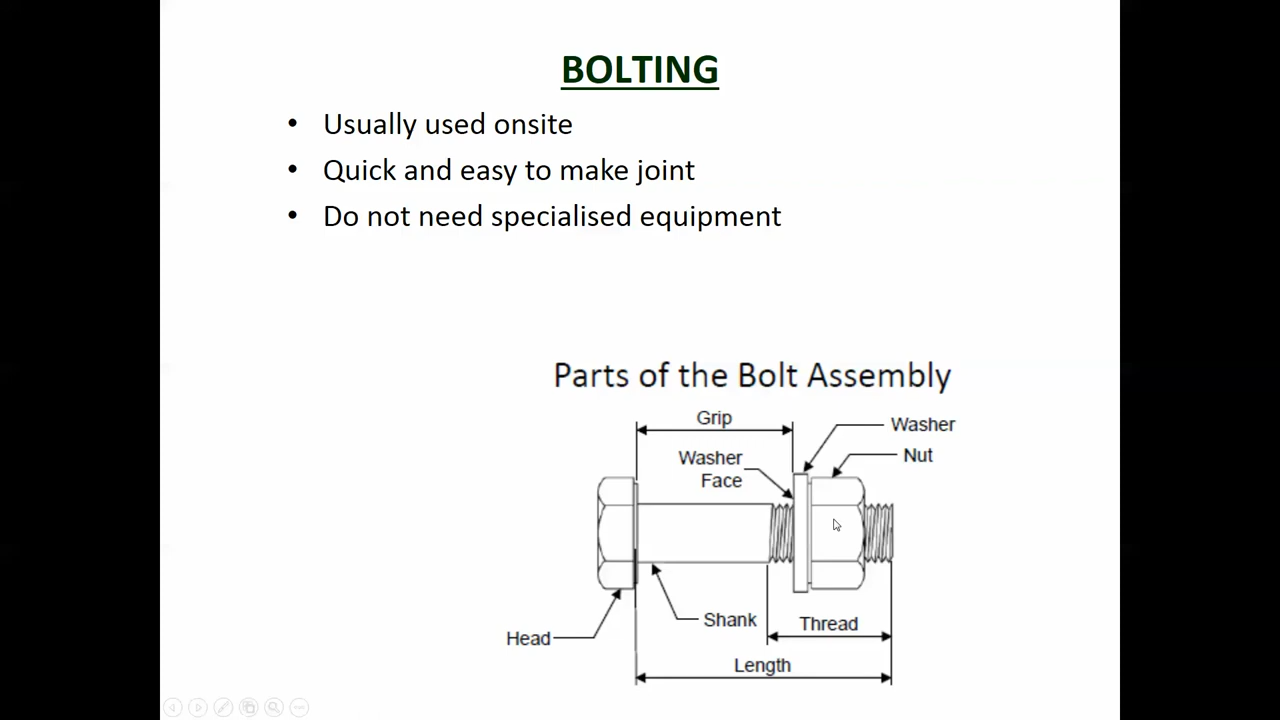 BOLTING
• Usually used onsite
• Quick and easy to make joint
• Do not need specialised equipment
Parts of the Bolt Assembly
Grip
Washer
Nut
Washer
Face
Shank
Thread
Head
Length